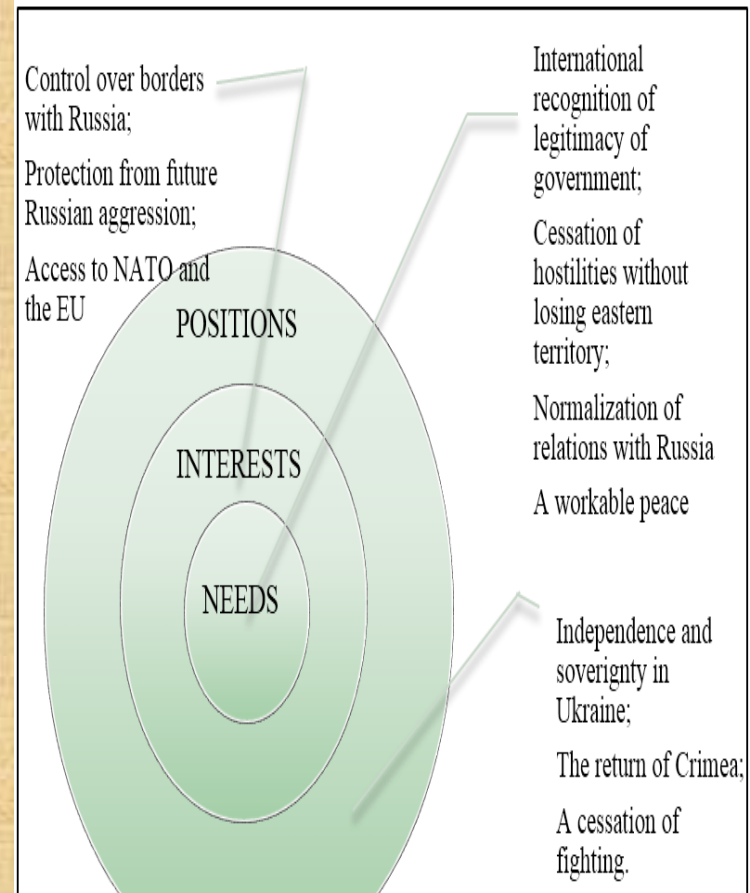 Control over borders
with Russia;
Protection from future
Russian aggression;
Access to NATO and
the EU
POSITIONS
INTERESTS
NEEDS
International
recognition of
legitimacy of
government;
Cessation of
hostilities without
losing eastern
territory;
Normalization of
relations with Russia
A workable peace
Independence and
soverignty in
Ukraine;
The return of Crimea;
A cessation of
fighting.